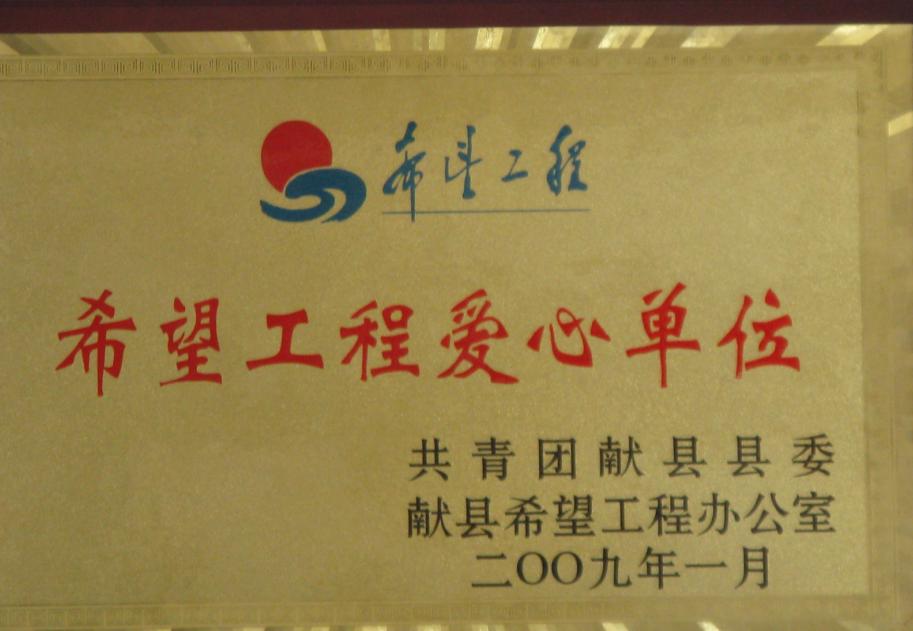 希望工程
希望工程爱心单位
共青团献县县委
献县希望工程办公室
二OO九年一月